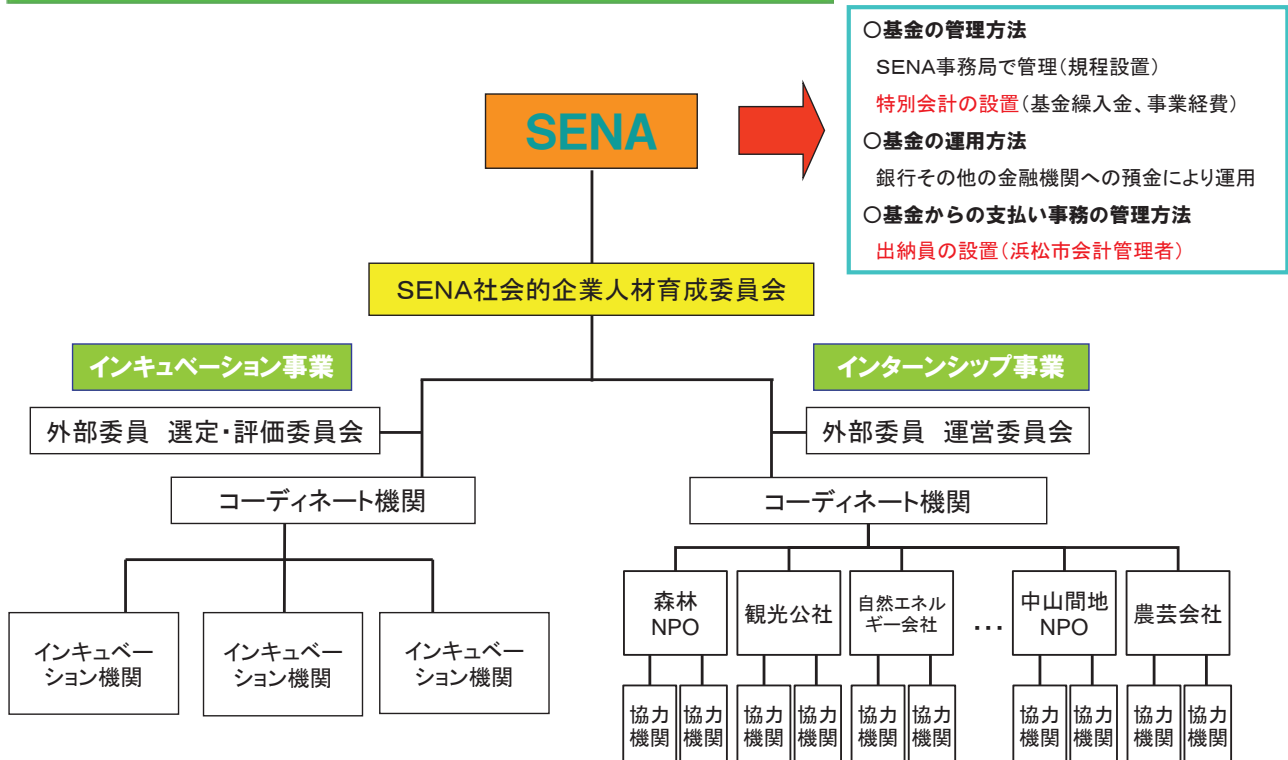 ○基金の管理方法
SENA事務局で管理(規程設置)
特別会計の設置(基金繰入金、事業経費)
○基金の運用方法
銀行その他の金融機関への預金により運用
○基金からの支払い事務の管理方法
出納員の設置(浜松市会計管理者)
SENA
SENA社会的企業人材育成委員会
インキュベーション事業
外部委員 選定・評価委員会
コーディネート機関
インキュベー
ション機関
インキュベー
ション機関
インキュベー
ション機関
インターンシップ事業
外部委員 運営委員会
コーディネート機関
森林
NPO
観光公社
自然エネル
ギー会社
...
中山間地
NPO
農芸会社
協力
機関
協力
機関
協力
機関
協力
機関
協力
機関
協力
機関
協力
機関
協力
機関
協力
機関
協力
機関